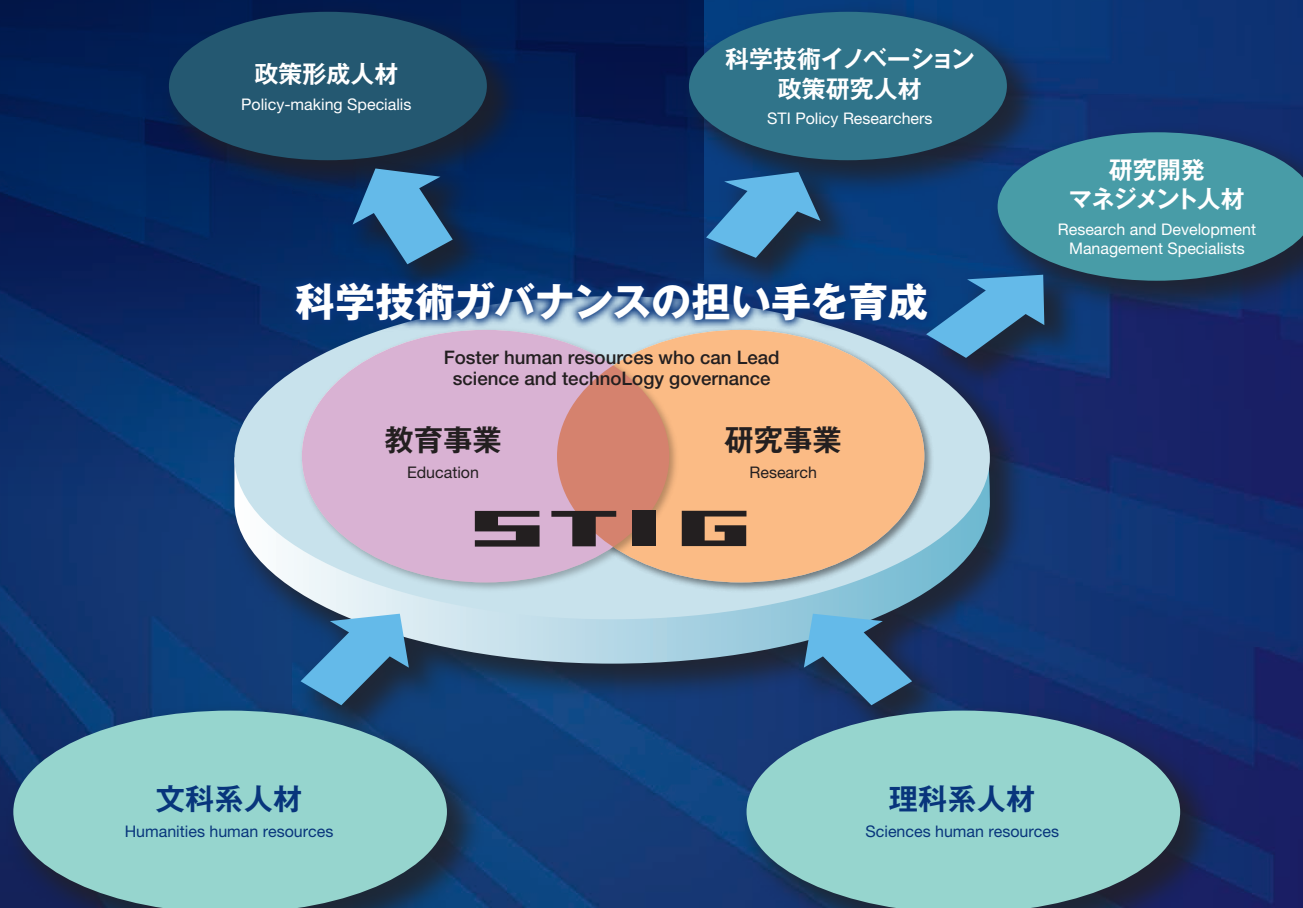 政策形成人材
Policy-making Specialis
科学技術イノベーション
政策研究人材
STI Policy Researchers
研究開発
マネジメント人材
Research and Development
Management Specialists
科学技術ガバナンスの担い手を育成
Foster human resources who can Lead
science and technoLogy governance
教育事業
Education
研究事業
Research
STIG
文科系人材
Humanities human resources
理科系人材
Sciences human resources